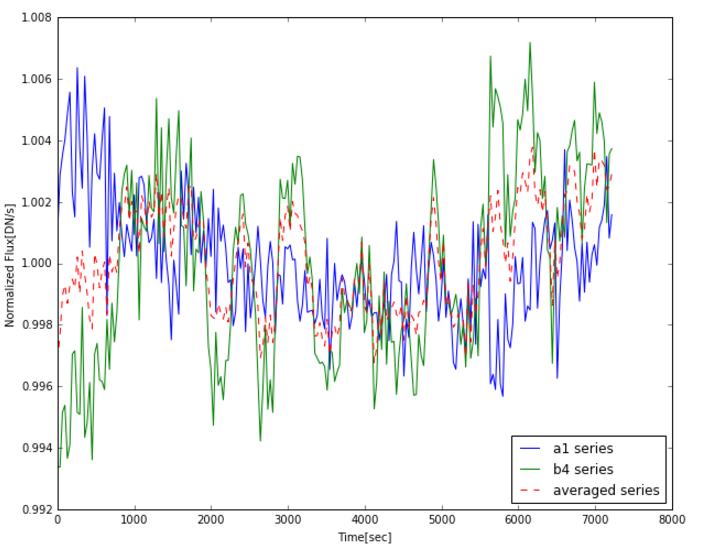 1.008
1.006
1.004
1.002
1.000
0.998
0.996
0.994
0.992
Normalized Flux[DN/s]
a1 series
b4 series
averaged series
0 1000 2000 3000 4000 5000 6000 7000 8000
Time[sec]